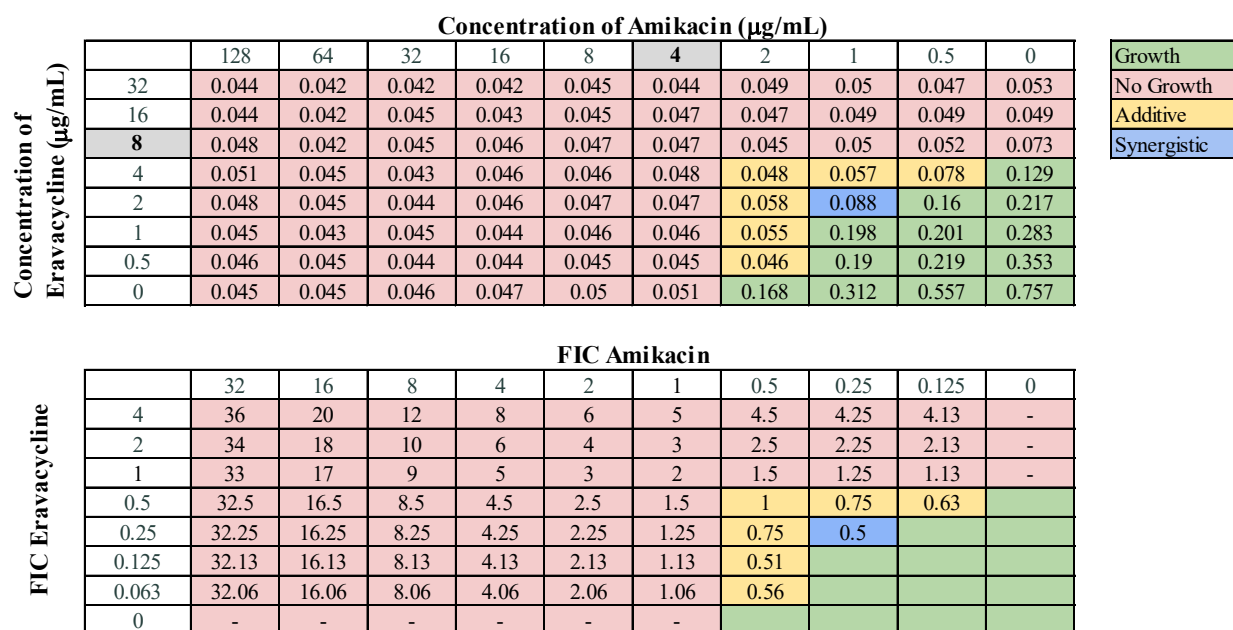 Concentration of Amikacin (µg/mL)
128 64 32 16 8 4 2 1 0.5 0
32 0.044 0.042 0.042 0.042 0.045 0.044 0.049 0.05 0.047 0.053
16 0.044 0.042 0.045 0.043 0.045 0.047 0.047 0.049 0.049 0.049
8 0.048 0.042 0.045 0.046 0.047 0.047 0.045 0.05 0.052 0.073
4 0.051 0.045 0.043 0.046 0.046 0.048 0.048 0.057 0.078 0.129
2 0.048 0.045 0.044 0.046 0.047 0.047 0.058 0.088 0.16 0.217
1 0.045 0.043 0.045 0.044 0.046 0.046 0.055 0.198 0.201 0.283
0.5 0.046 0.045 0.044 0.044 0.045 0.045 0.046 0.19 0.219 0.353
0 0.045 0.045 0.046 0.047 0.05 0.051 0.168 0.312 0.557 0.757
Concentration of
Eravacycline (µg/mL)
Growth
No Growth
Additive
Synergistic
FIC Amikacin
32 16 8 4 2 1 0.5 0.25 0.125 0
4 36 20 12 8 6 5 4.5 4.25 4.13 -
2 34 18 10 6 4 3 2.5 2.25 2.13 -
1 33 17 9 5 3 2 1.5 1.25 1.13 -
0.5 32.5 16.5 8.5 4.5 2.5 1.5 1 0.75 0.63
0.25 32.25 16.25 8.25 4.25 2.25 1.25 0.75 0.5
0.125 32.13 16.13 8.13 4.13 2.13 1.13 0.51
0.063 32.06 16.06 8.06 4.06 2.06 1.06 0.56
0 - - - - - -
FIC Eravacycline